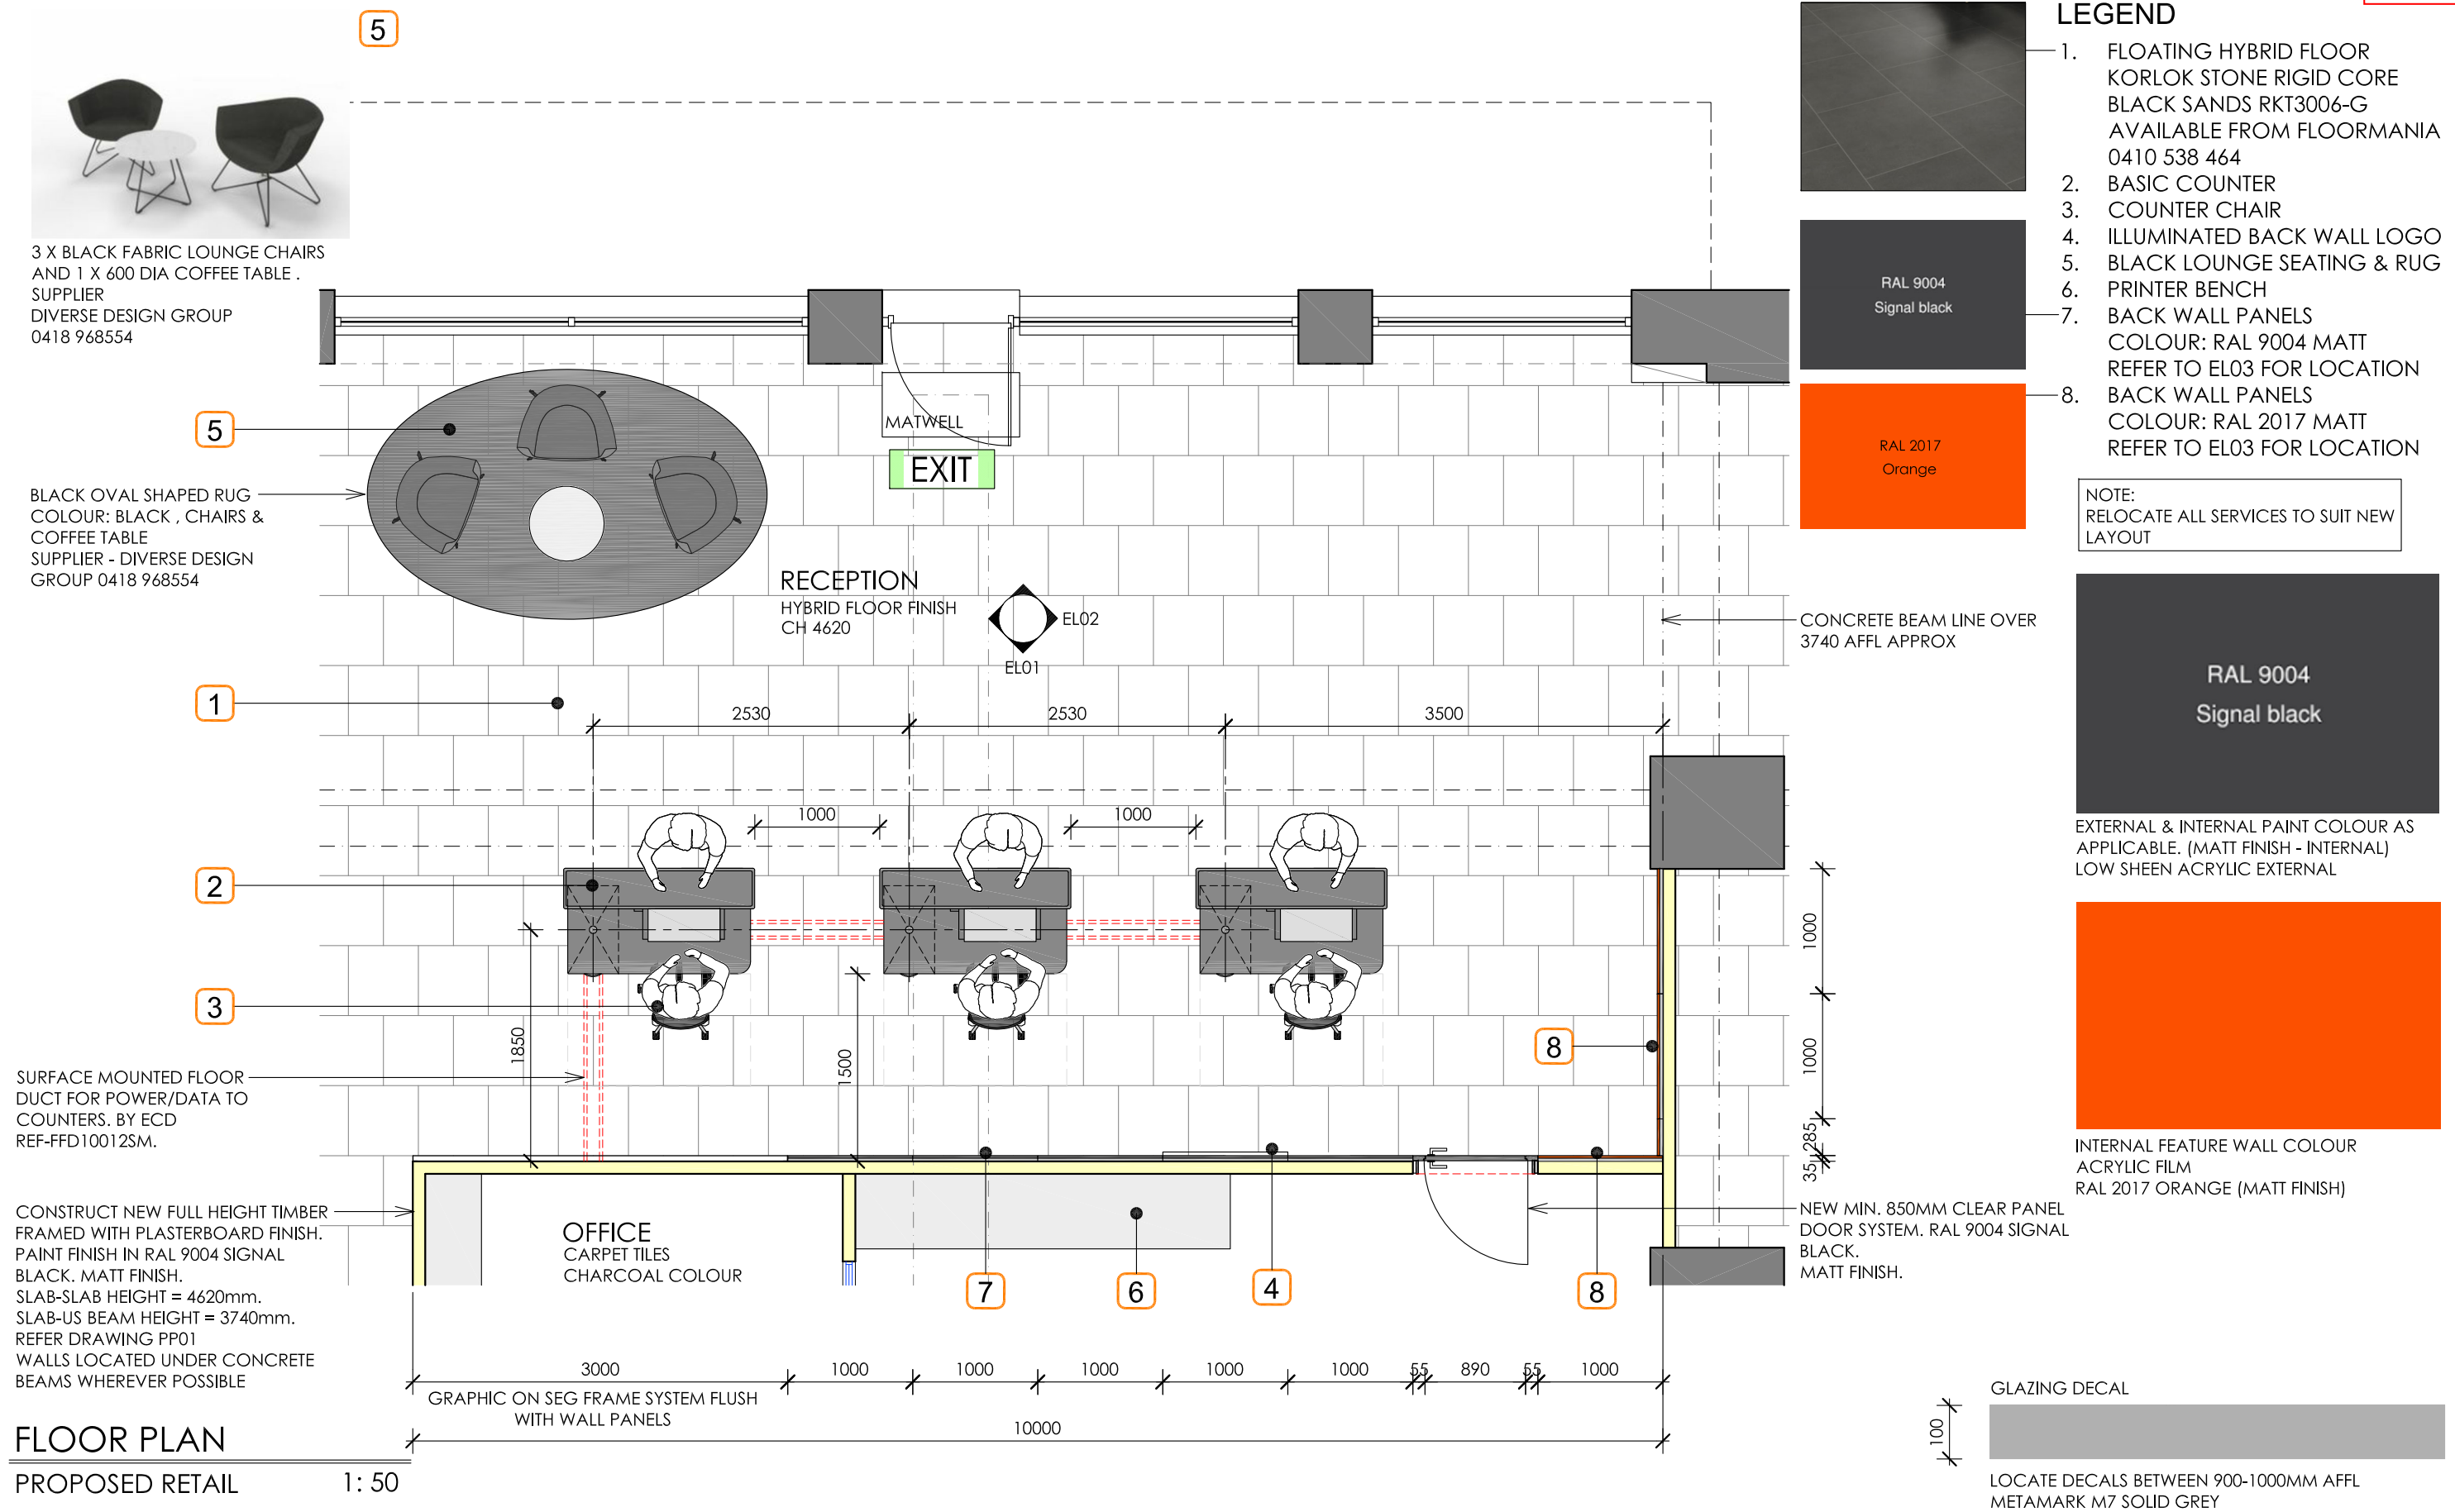 5
3 X BLACK FABRIC LOUNGE CHAIRS
AND 1 X 600 DIA COFFEE TABLE .
SUPPLIER
DIVERSE DESIGN GROUP
0418 968554
5
BLACK OVAL SHAPED RUG
COLOUR: BLACK , CHAIRS &
COFFEE TABLE
SUPPLIER - DIVERSE DESIGN
GROUP 0418 968554
1
2
3
SURFACE MOUNTED FLOOR
DUCT FOR POWER/DATA TO
COUNTERS. BY ECD
REF-FFD10012SM.
CONSTRUCT NEW FULL HEIGHT TIMBER
FRAMED WITH PLASTERBOARD FINISH.
PAINT FINISH IN RAL 9004 SIGNAL
BLACK. MATT FINISH.
SLAB-SLAB HEIGHT = 4620mm.
SLAB-US BEAM HEIGHT = 3740mm.
REFER DRAWING PP01
WALLS LOCATED UNDER CONCRETE
BEAMS WHEREVER POSSIBLE
FLOOR PLAN
PROPOSED RETAIL 1: 50
MATWELL
EXIT
RECEPTION
HYBRID FLOOR FINISH
CH 4620
EL02
EL01
2530 2530 3500
1000 1000
1850
1500
8
1000
1000
285
35
OFFICE
CARPET TILES
CHARCOAL COLOUR
7 6 4 8
3000 1000 1000 1000 1000 1000 55 890 55 1000
GRAPHIC ON SEG FRAME SYSTEM FLUSH
WITH WALL PANELS
10000
LEGEND
1. FLOATING HYBRID FLOOR
KORLOK STONE RIGID CORE
BLACK SANDS RKT3006-G
AVAILABLE FROM FLOORMANIA
0410 538 464
2. BASIC COUNTER
3. COUNTER CHAIR
4. ILLUMINATED BACK WALL LOGO
5. BLACK LOUNGE SEATING & RUG
6. PRINTER BENCH
7. BACK WALL PANELS
COLOUR: RAL 9004 MATT
REFER TO EL03 FOR LOCATION
8. BACK WALL PANELS
COLOUR: RAL 2017 MATT
REFER TO EL03 FOR LOCATION
RAL 9004
Signal black
RAL 2017
Orange
NOTE:
RELOCATE ALL SERVICES TO SUIT NEW
LAYOUT
CONCRETE BEAM LINE OVER
3740 AFFL APPROX
RAL 9004
Signal black
EXTERNAL & INTERNAL PAINT COLOUR AS
APPLICABLE. (MATT FINISH - INTERNAL)
LOW SHEEN ACRYLIC EXTERNAL
INTERNAL FEATURE WALL COLOUR
ACRYLIC FILM
RAL 2017 ORANGE (MATT FINISH)
NEW MIN. 850MM CLEAR PANEL
DOOR SYSTEM. RAL 9004 SIGNAL
BLACK.
MATT FINISH.
GLAZING DECAL
100
LOCATE DECALS BETWEEN 900-1000MM AFFL
METAMARK M7 SOLID GREY